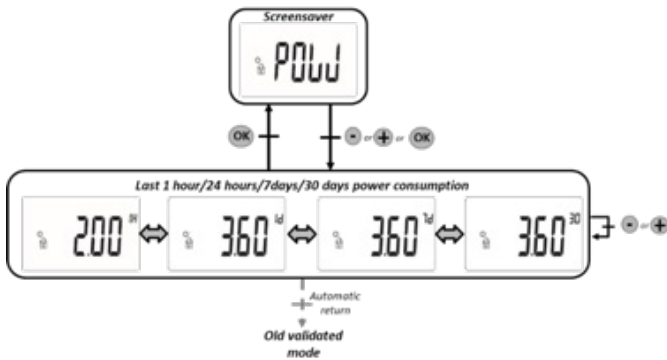 Screensaver
POW
OK
- or + or OK
Last 1 hour/24 hours/7days/30 days power consumption
2.00
3.60
3.60
3.60 30
- or +
Automatic
return
Old validated
mode